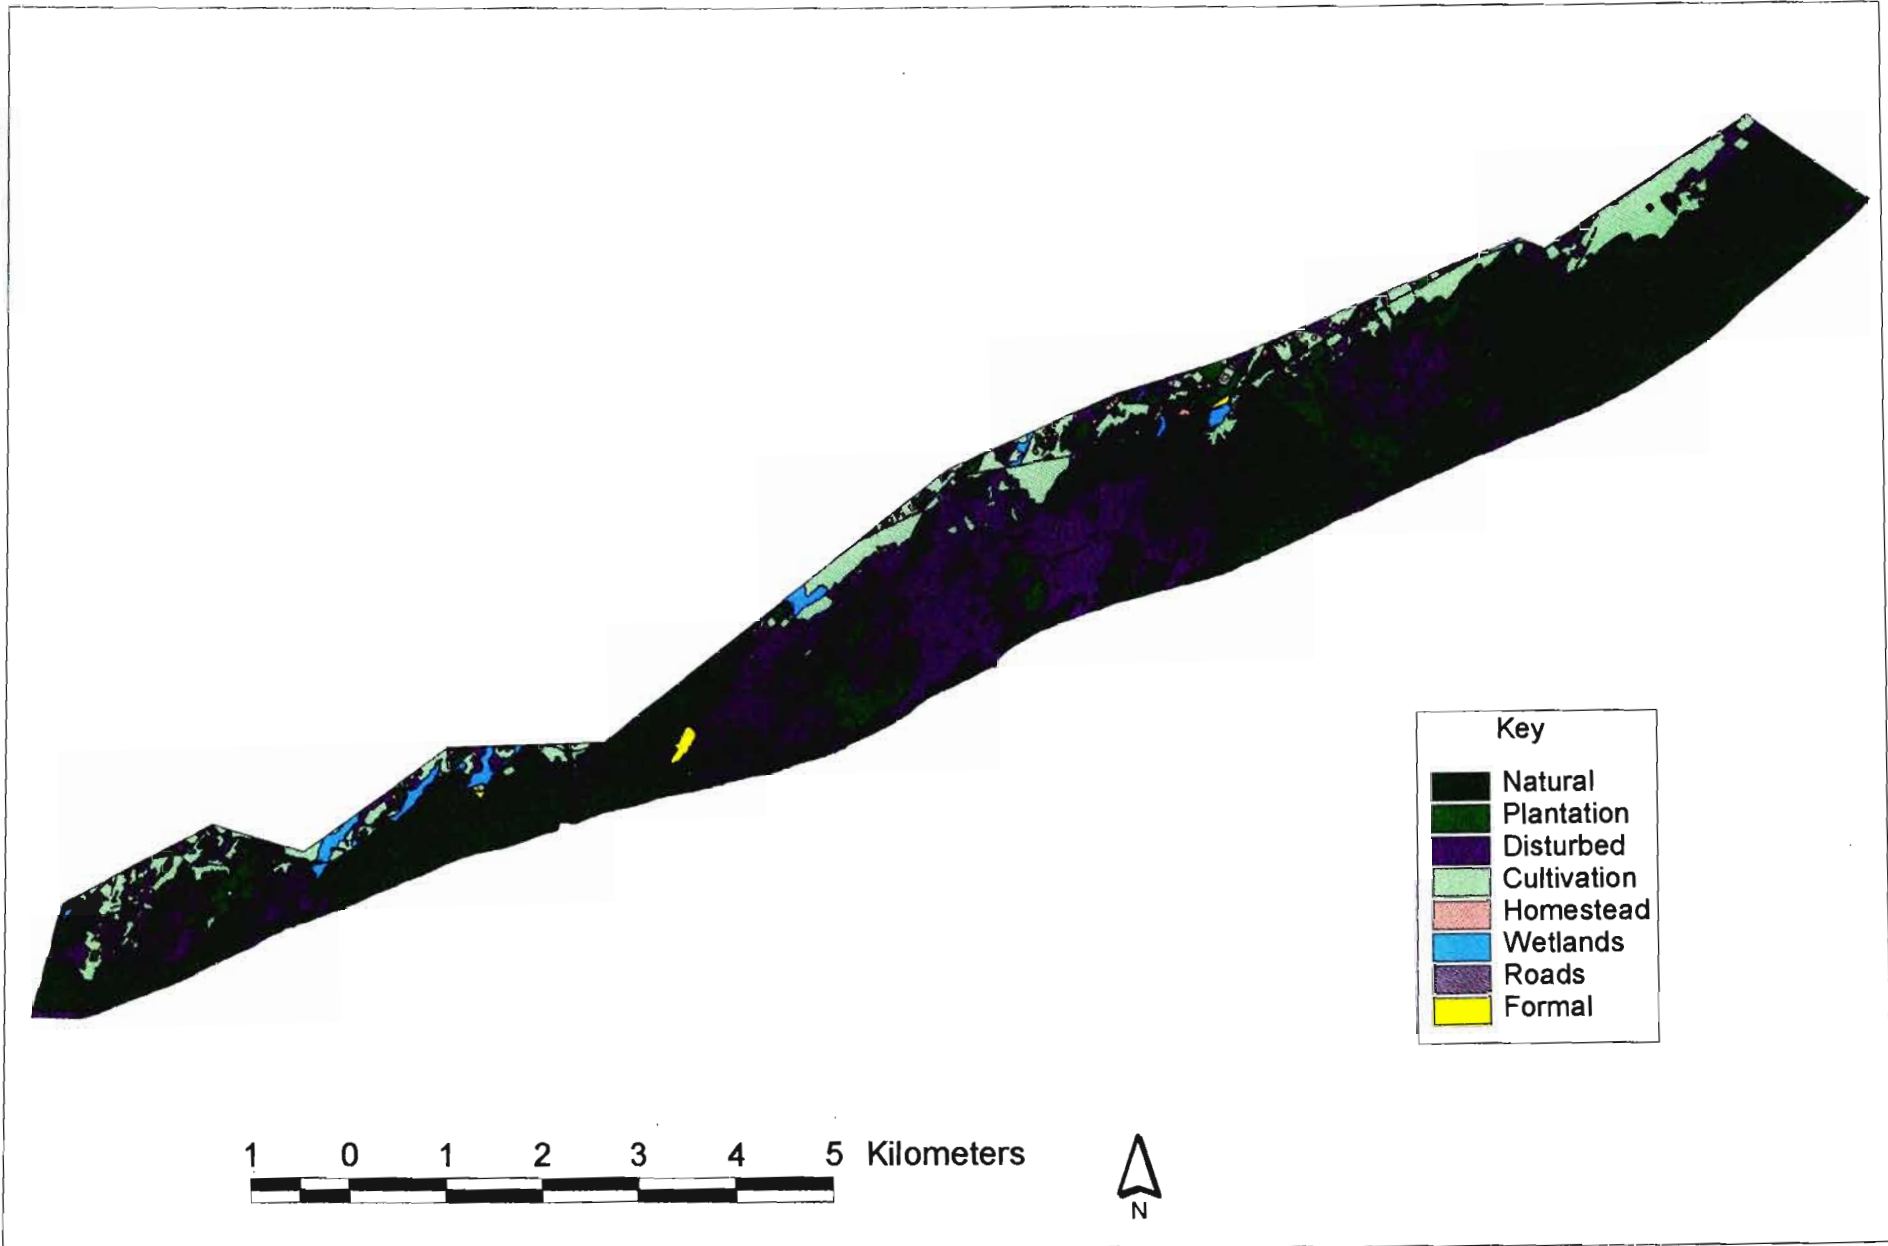 Key
Natural
Plantation
Disturbed
Cultivation
Homestead
Wetlands
Roads
Formal
1 0 1 2 3 4 5 Kilometers
N